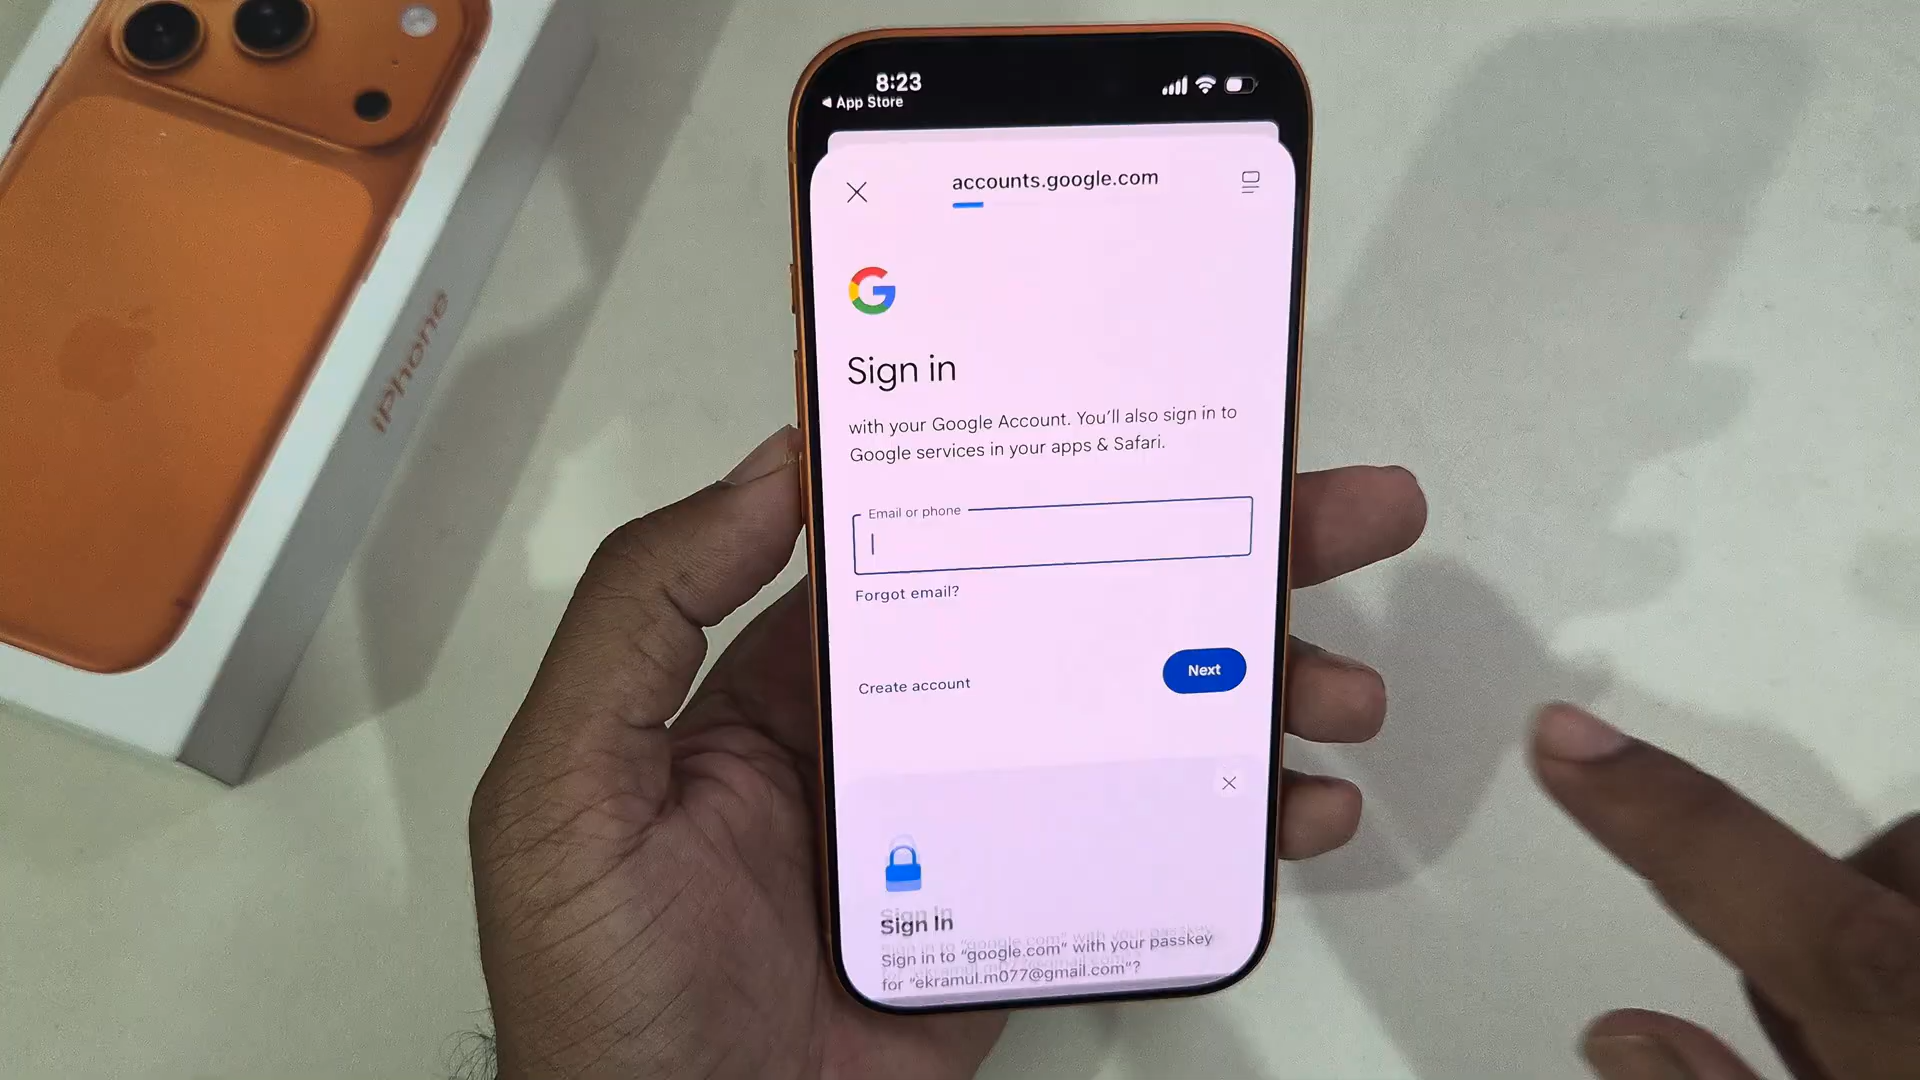 iPhone
8:23
App Store
accounts.google.com
Sign in
with your Google Account. You'll also sign in to
Google services in your apps & Safari.
Email or phone
Forgot email?
Create account
Next
Sign In
Sign in to "google.com" with your passkey
for "ekramul.m077@gmail.com"?